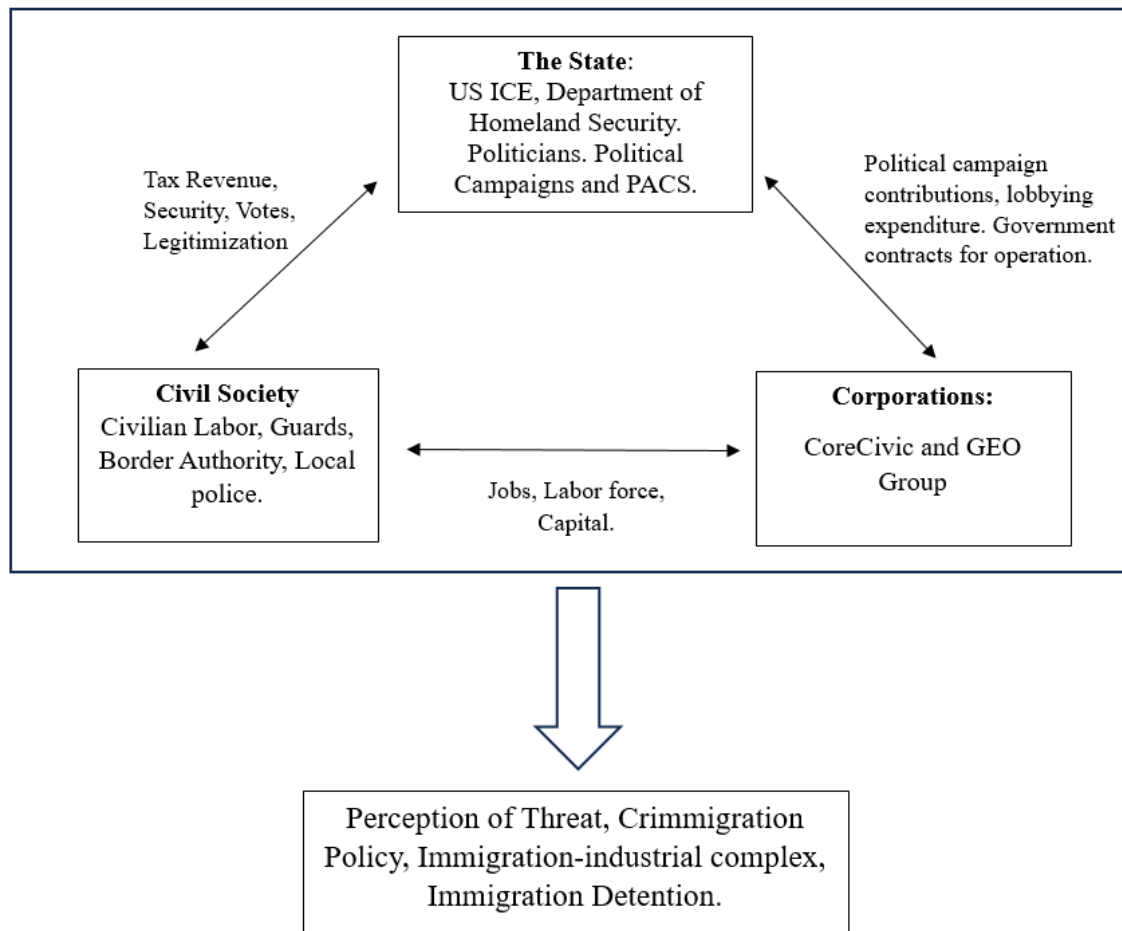 The State:
US ICE, Department of
Homeland Security.
Politicians. Political
Campaigns and PACS.
Tax Revenue,
Security, Votes,
Legitimization
Political campaign
contributions, lobbying
expenditure. Government
contracts for operation.
Civil Society
Civilian Labor, Guards,
Border Authority, Local
police.
Jobs, Labor force,
Capital.
Corporations:
CoreCivic and GEO
Group
Perception of Threat, Crimmigration
Policy, Immigration-industrial complex,
Immigration Detention.